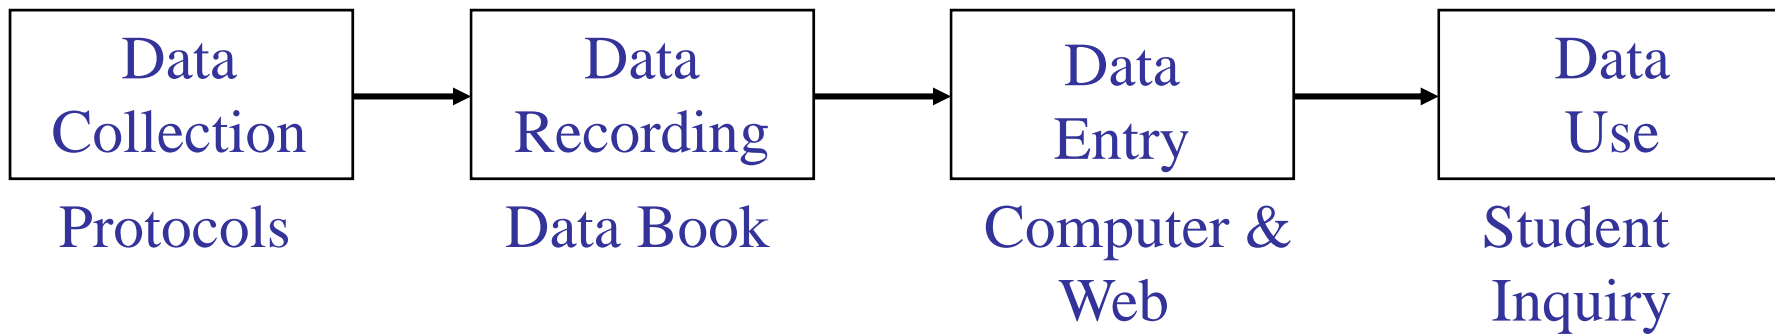 Data
Collection
Protocols
Data
Recording
Data Book
Data
Entry
Computer &
Web
Data
Use
Student
Inquiry